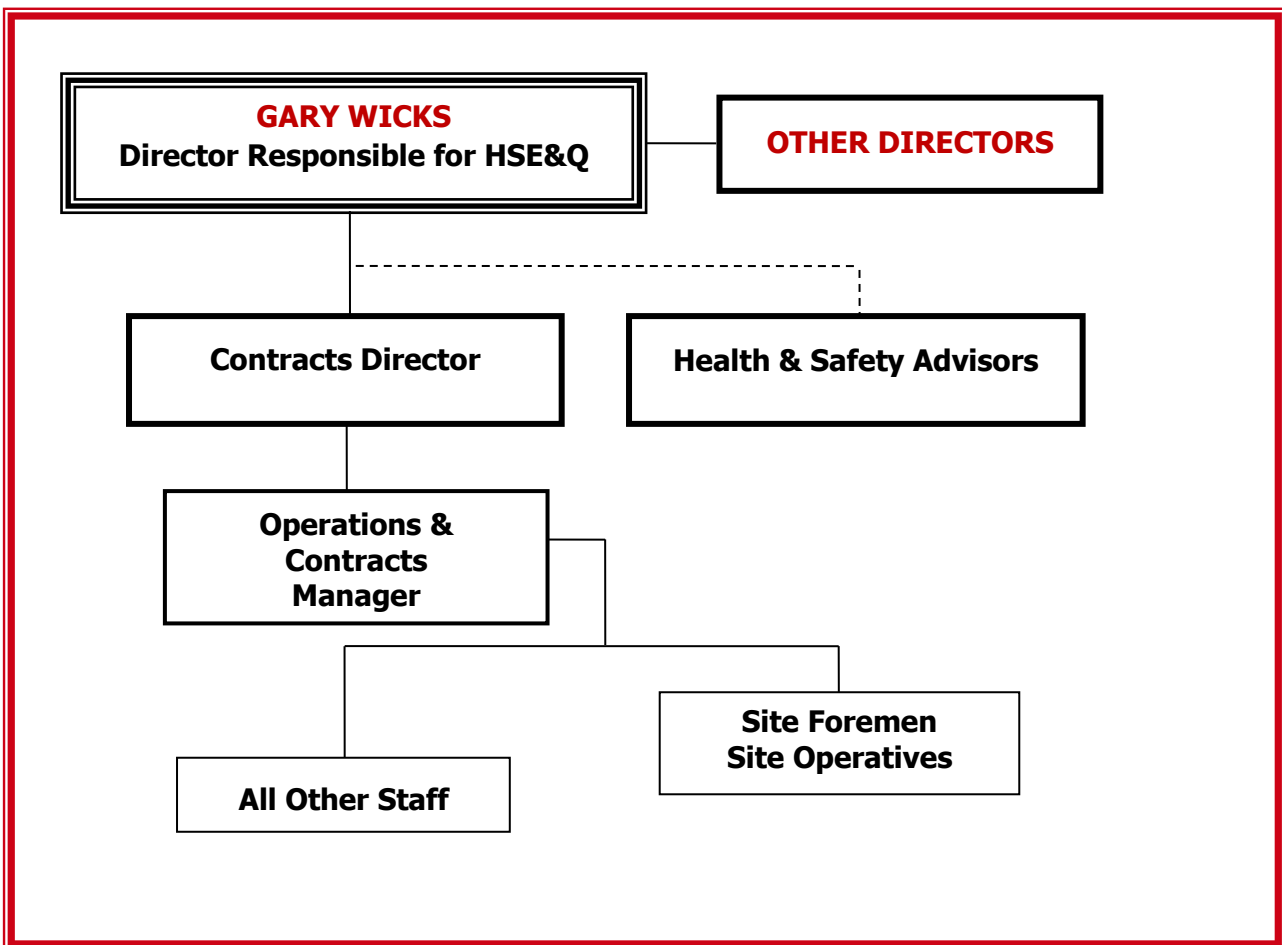 GARY WICKS
Director Responsible for HSE&Q
OTHER DIRECTORS
Contracts Director
Health & Safety Advisors
Operations &
Contracts
Manager
Site Foremen
Site Operatives
All Other Staff